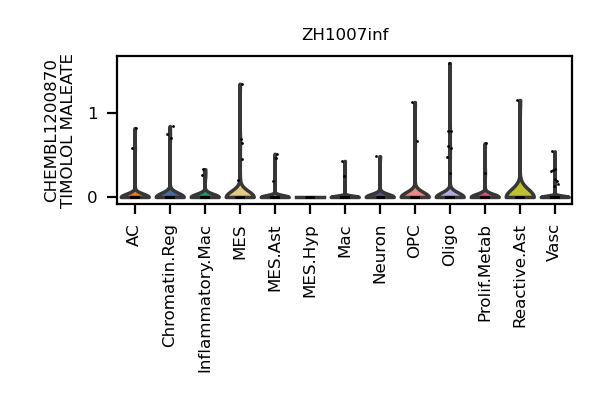 ZH1007inf
CHEMBL1200870
TIMOLOL MALEATE
1
0
AC
Chromatin.Reg
Inflammatory.Mac
MES
MES.Ast
MES.Hyp
Mac
Neuron
OPC
Oligo
Prolif.Metab
Reactive.Ast
Vasc